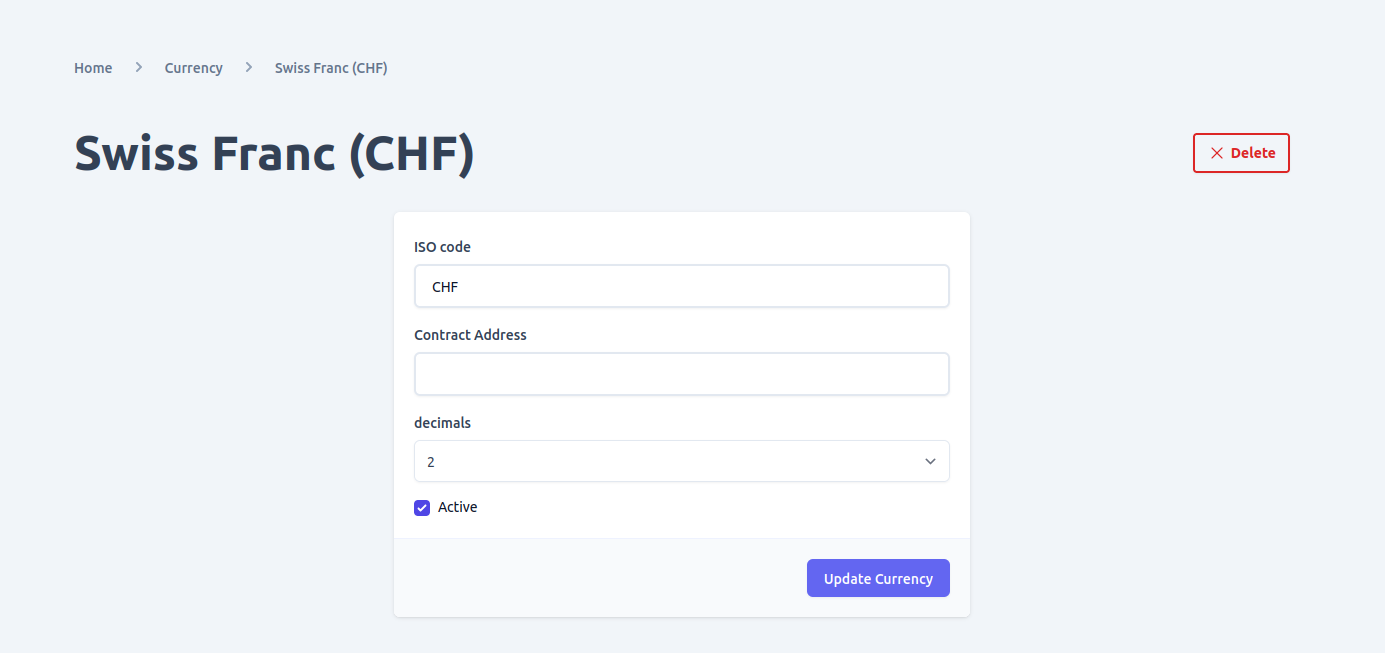 Home
Currency
Swiss Franc (CHF)
Swiss Franc (CHF)
Delete
ISO code
CHF
Contract Address
decimals
2
Active
Update Currency